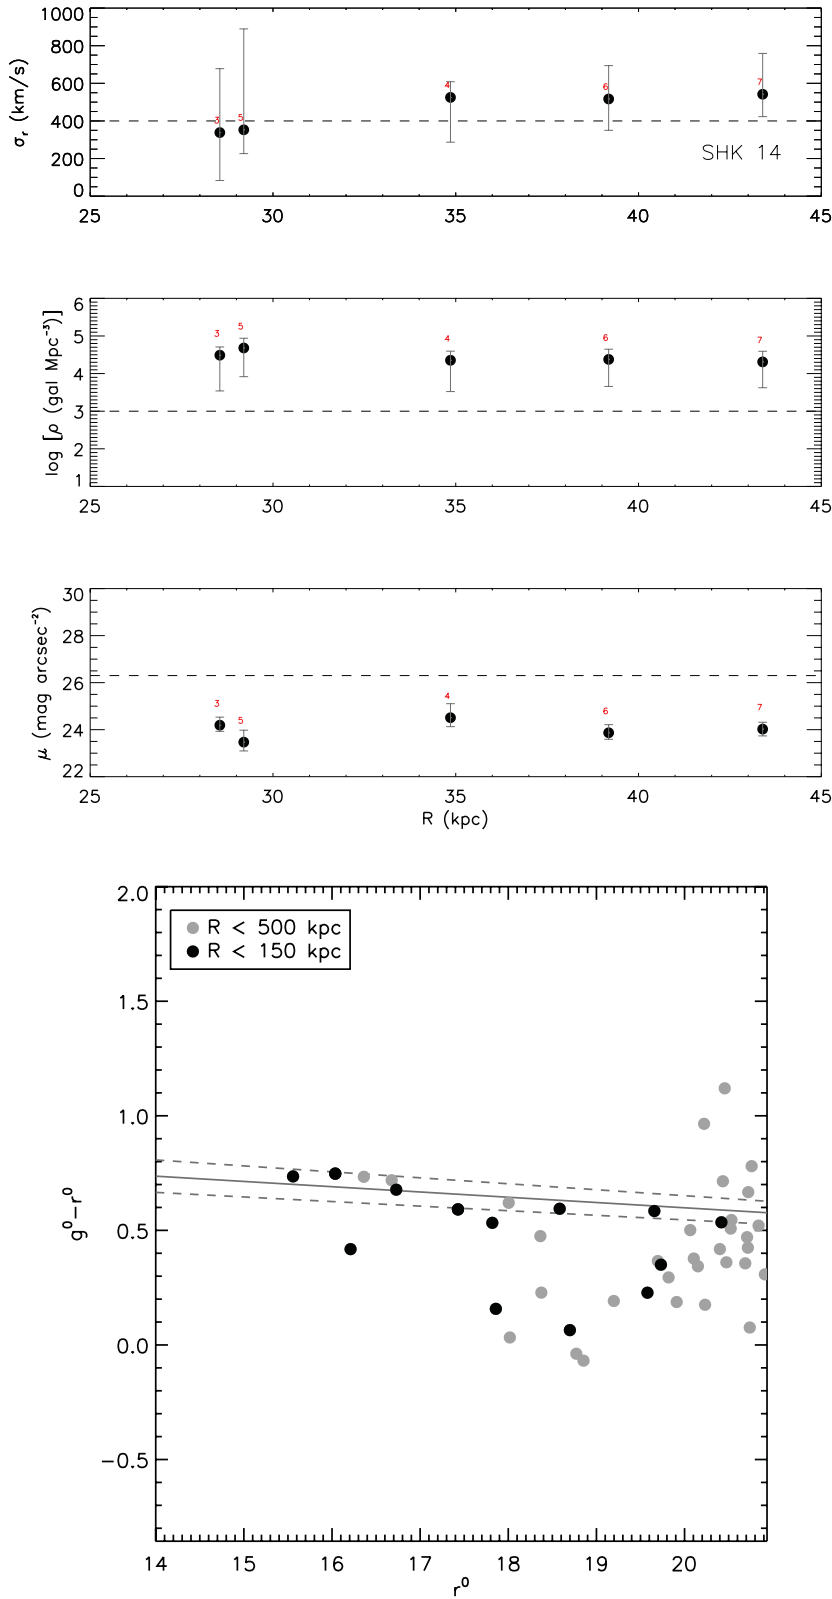 1000
800
600
400
200
0
σr (km/s)
3
5
4
6
7
SHK 14
25 30 35 40 45
6
5
4
3
2
1
log [ρ (gal Mpc⁻³)]
3
5
4
6
7
25 30 35 40 45
30
28
26
24
22
μ (mag arcsec⁻²)
3
5
4
6
7
25 30 35 40 45
R (kpc)
2.0
1.5
1.0
0.5
0.0
−0.5
g⁰−r⁰
R < 500 kpc
R < 150 kpc
14 15 16 17 18 19 20
r⁰